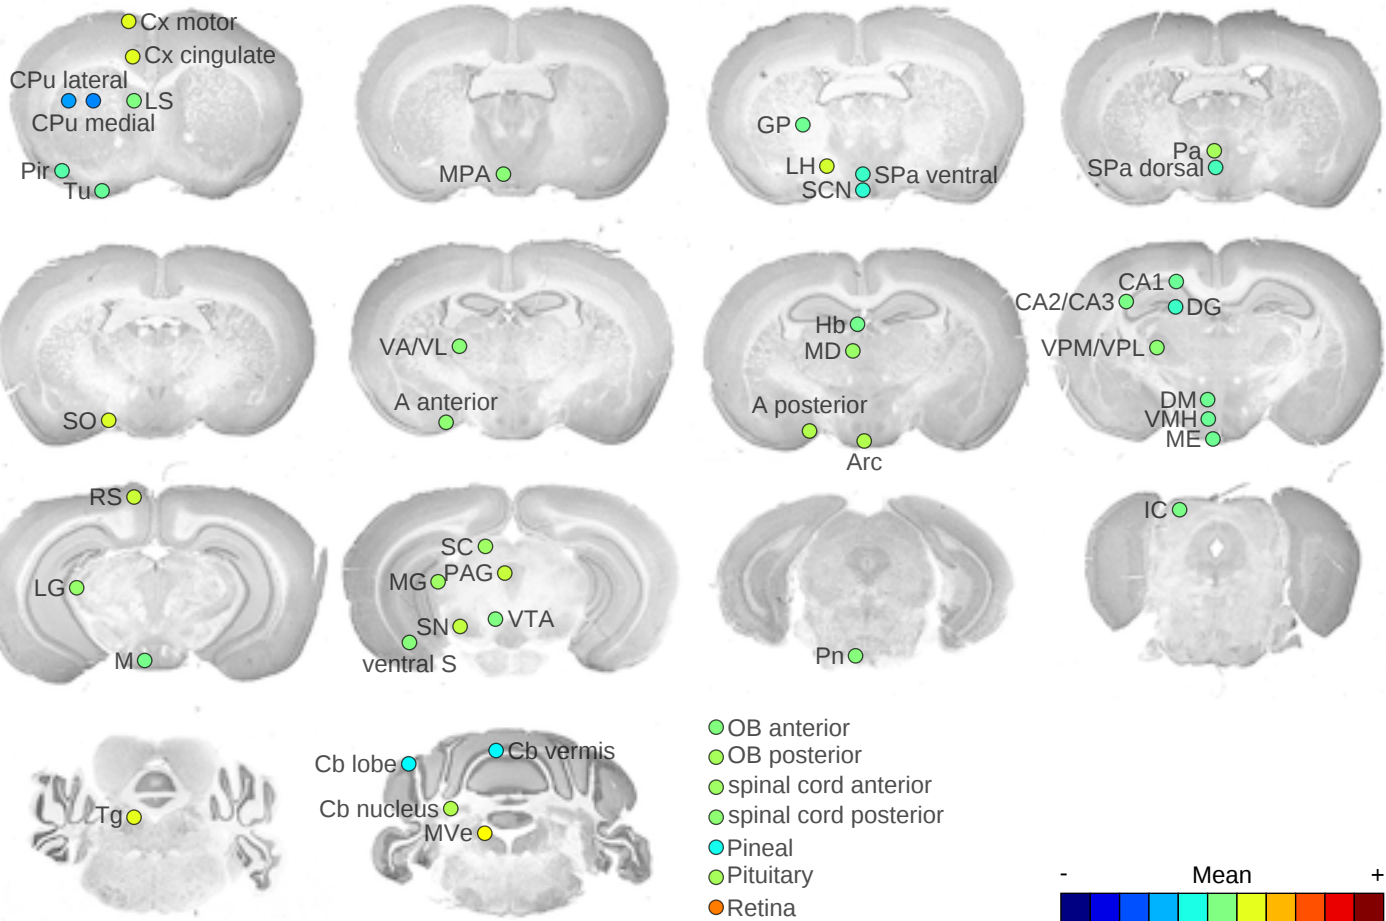 Cx motor
Cx cingulate
CPu lateral
LS
CPu medial
Pir
Tu
MPA
GP
LH
SPa ventral
SCN
Pa
SPa dorsal
SO
VA/VL
A anterior
Hb
MD
A posterior
Arc
CA1
CA2/CA3
DG
VPM/VPL
DM
VMH
ME
RS
LG
M
SC
PAG
MG
SN
VTA
ventral S
Pn
IC
Tg
Cb lobe
Cb vermis
Cb nucleus
MVe
OB anterior
OB posterior
spinal cord anterior
spinal cord posterior
Pineal
Pituitary
Retina
- Mean +